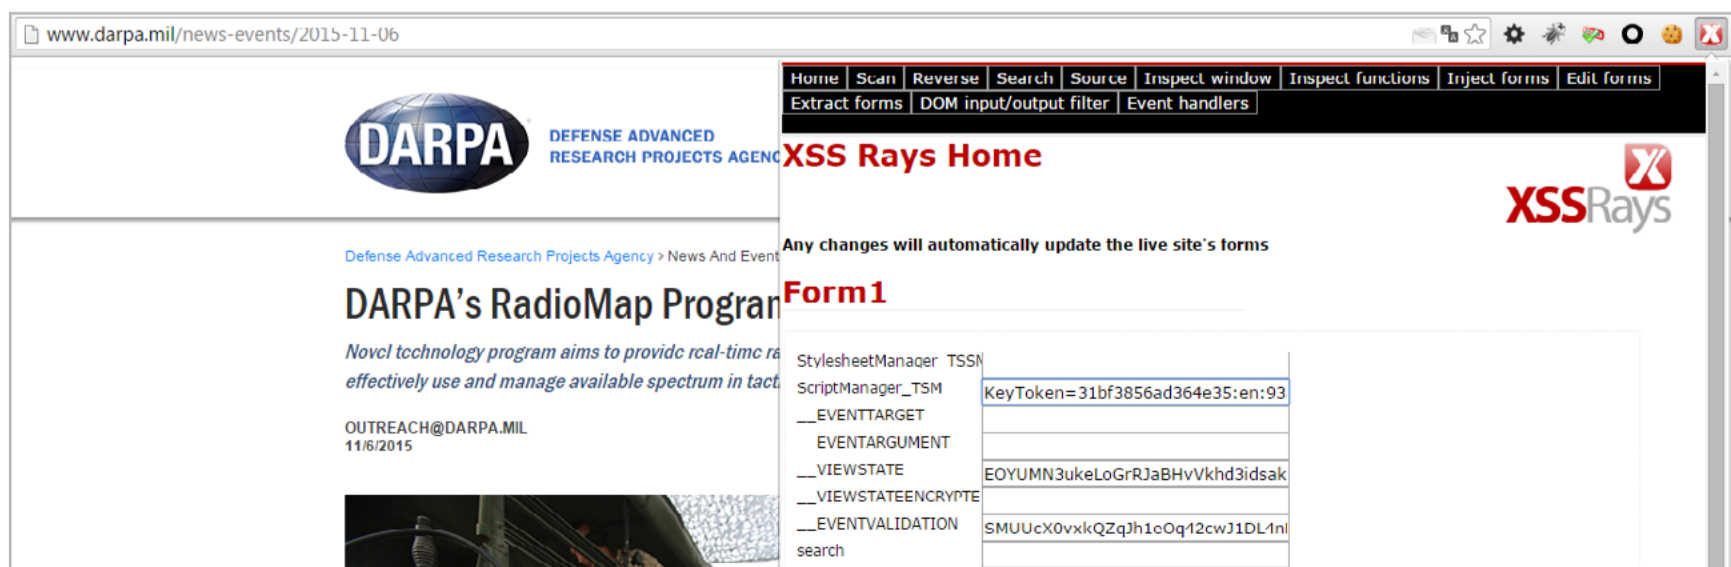 www.darpa.mil/news-events/2015-11-06
Home Scan Reverse Search Source Inspect window Inspect functions Inject forms Edit forms
Extract forms DOM input/output filter Event handlers
DARPA
DEFENSE ADVANCED
RESEARCH PROJECTS AGENC
XSS Rays Home
XSSRays
Any changes will automatically update the live site's forms
Defense Advanced Research Projects Agency > News And Event
DARPA's RadioMap Program
Form1
Novel technology program aims to provide real-time ra
effectively use and manage available spectrum in tact
OUTREACH@DARPA.MIL
11/6/2015
StylesheetManager_TSSM
ScriptManager_TSM KeyToken=31bf3856ad364e35:en:93
__EVENTTARGET
__EVENTARGUMENT
__VIEWSTATE EOYUMN3ukeLoGrRJaBHvVkhd3idsak
__VIEWSTATEENCRYPTE
__EVENTVALIDATION
search